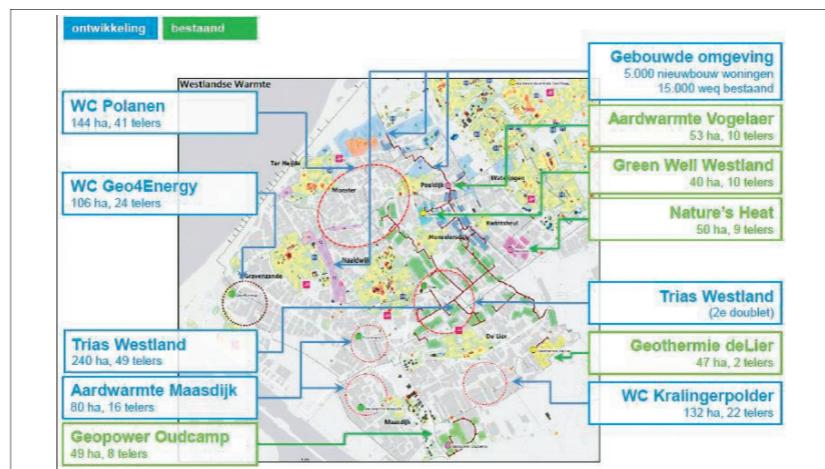 ontwikkeling
bestaand
Westlandse Warmte
WC Polanen
144 ha, 41 telers
WC Geo4Energy
106 ha, 24 telers
Trias Westland
240 ha, 49 telers
Aardwarmte Maasdijk
80 ha, 16 telers
Geopower Oudcamp
49 ha, 8 telers
Gebouwde omgeving
5.000 nieuwbouw woningen
15.000 weq bestaand
Aardwarmte Vogelaer
53 ha, 10 telers
Green Well Westland
40 ha, 10 telers
Nature's Heat
50 ha, 9 telers
Trias Westland
(2e doublet)
Geothermie deLier
47 ha, 2 telers
WC Kralingerpolder
132 ha, 22 telers
Ter Heijde
Monster
Poeldijk
Wateringen
Kwintsheul
Naaldwijk
De Lier
Maasdijk